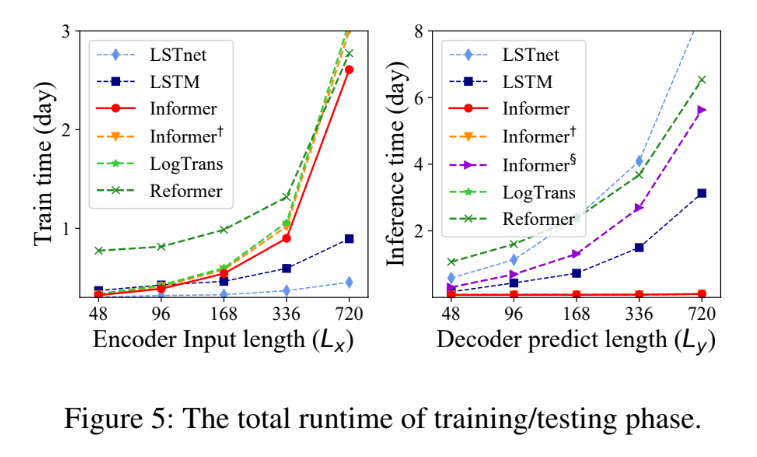 3
2
1
Train time (day)
LSTnet
LSTM
Informer
Informer†
LogTrans
Reformer
48 96 168 336 720
Encoder Input length (Lx)
8
6
4
2
Inference time (day)
LSTnet
LSTM
Informer
Informer†
Informer§
LogTrans
Reformer
48 96 168 336 720
Decoder predict length (Ly)
Figure 5: The total runtime of training/testing phase.